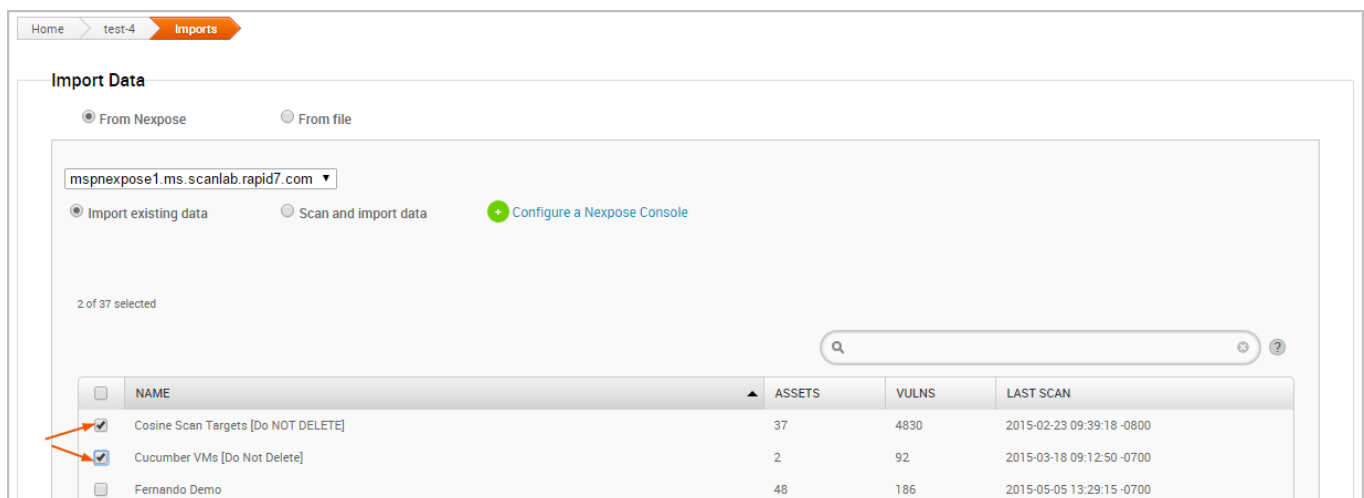 Home test-4 Imports
Import Data
From Nexpose From file
mspnexpose1.ms.scanlab.rapid7.com
Import existing data Scan and import data + Configure a Nexpose Console
2 of 37 selected
?
NAME ASSETS VULNS LAST SCAN
Cosine Scan Targets [Do NOT DELETE] 37 4830 2015-02-23 09:39:18 -0800
Cucumber VMs [Do Not Delete] 2 92 2015-03-18 09:12:50 -0700
Fernando Demo 48 186 2015-05-05 13:29:15 -0700